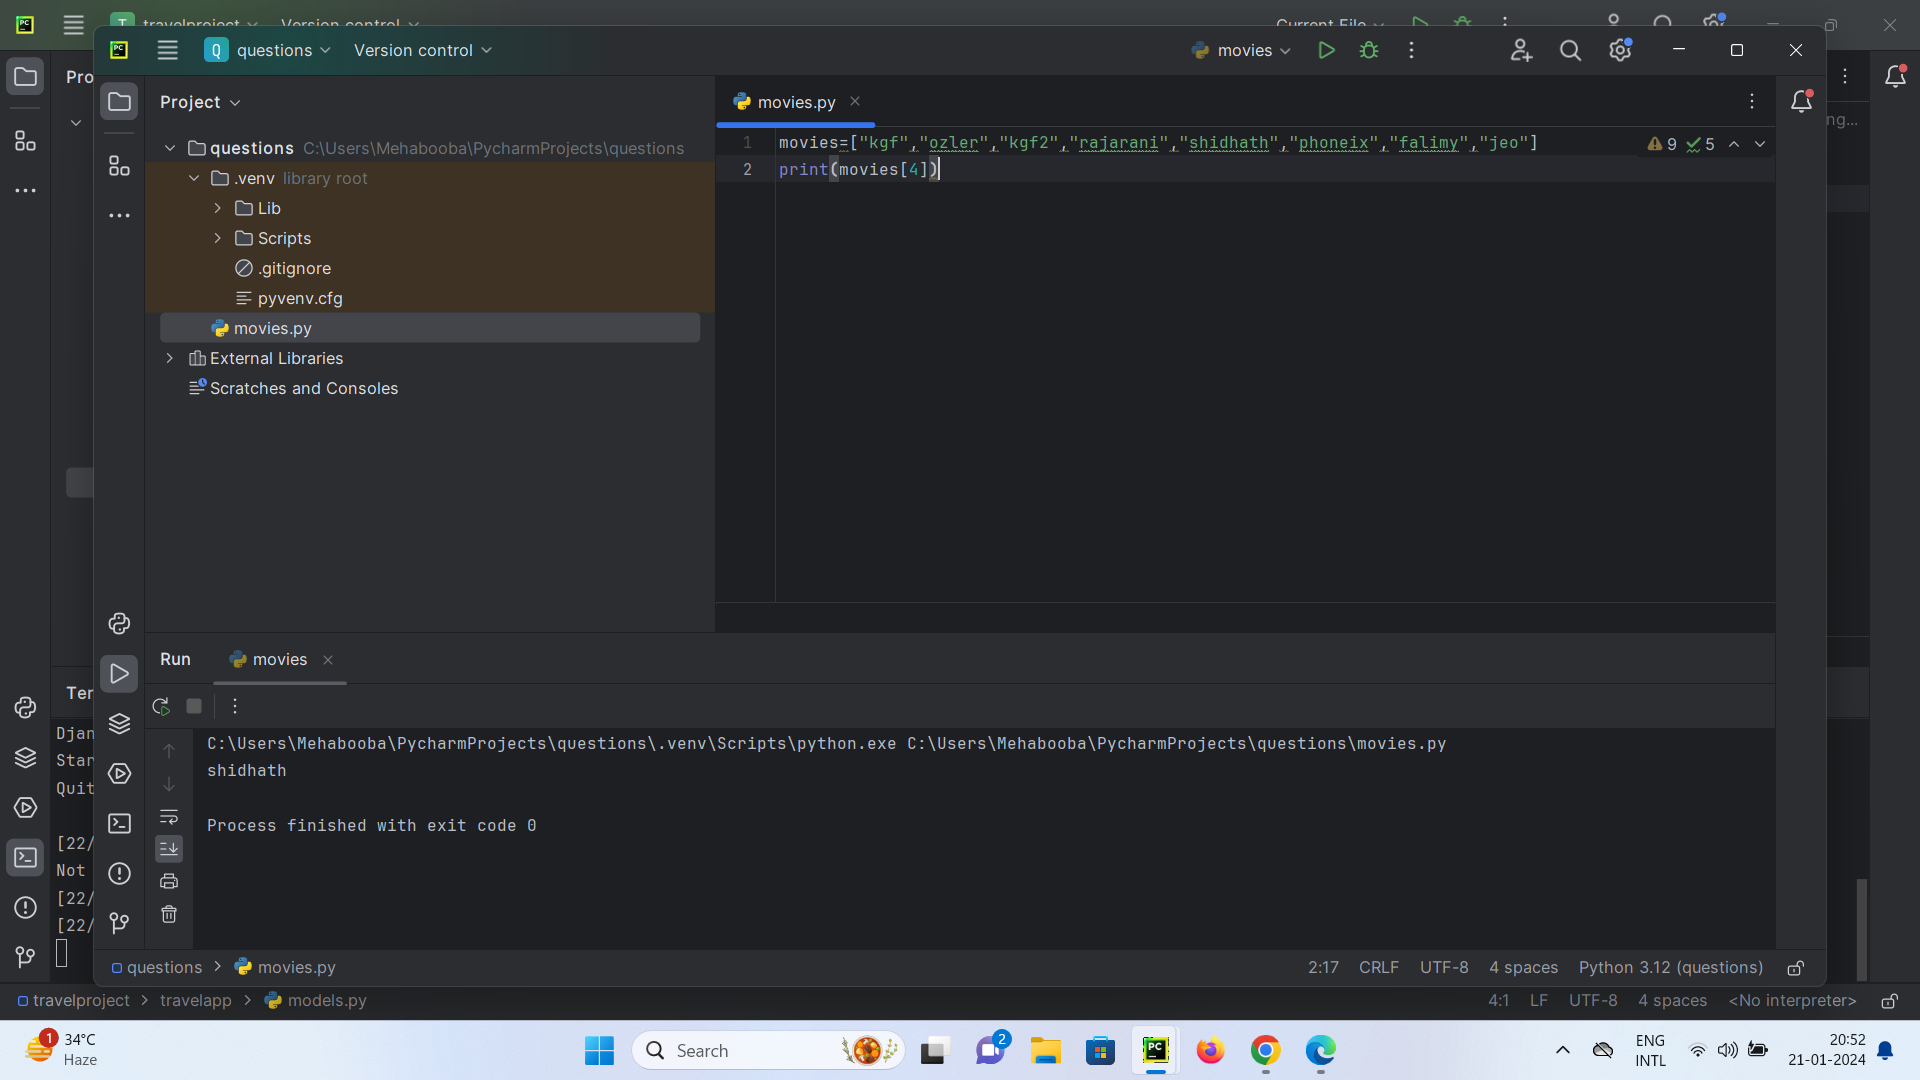 travelproject
Version control
Current File
questions
Version control
movies
Pro
Project
movies.py
questions C:\Users\Mehabooba\PycharmProjects\questions
.venv library root
Lib
Scripts
.gitignore
pyvenv.cfg
movies.py
External Libraries
Scratches and Consoles
1 movies=["kgf","ozler","kgf2","rajarani","shidhath","phoneix","falimy","jeo"]
9 5
ng...
2 print(movies[4])
Run movies
Ter
Djan
Star
Quit
[22/
Not
[22/
[22/
C:\Users\Mehabooba\PycharmProjects\questions\.venv\Scripts\python.exe C:\Users\Mehabooba\PycharmProjects\questions\movies.py
shidhath
Process finished with exit code 0
questions > movies.py
2:17 CRLF UTF-8 4 spaces Python 3.12 (questions)
travelproject > travelapp > models.py
4:1 LF UTF-8 4 spaces <No interpreter>
1
34°C
Haze
Search
2
PC
ENG
INTL
20:52
21-01-2024